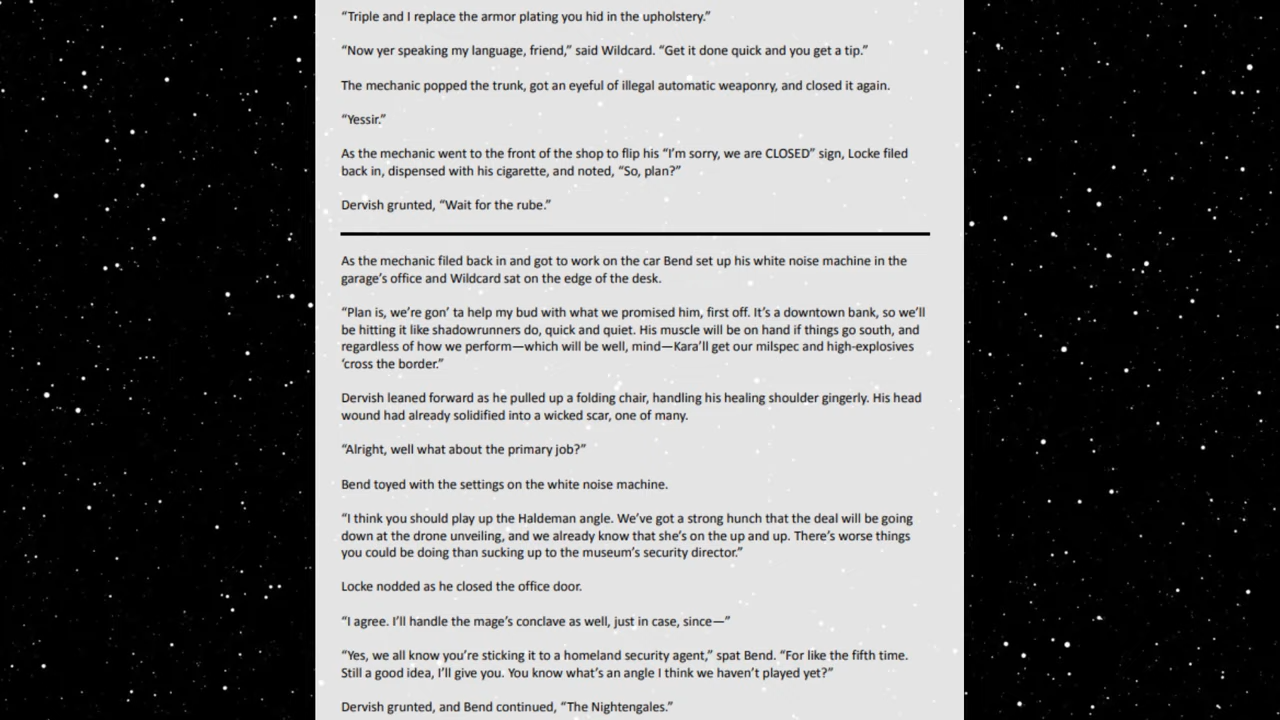 “Triple and I replace the armor plating you hid in the upholstery.”
“Now yer speaking my language, friend,” said Wildcard. “Get it done quick and you get a tip.”
The mechanic popped the trunk, got an eyeful of illegal automatic weaponry, and closed it again.
“Yessir.”
As the mechanic went to the front of the shop to flip his “I’m sorry, we are CLOSED” sign, Locke filed
back in, dispensed with his cigarette, and noted, “So, plan?”
Dervish grunted, “Wait for the rube.”
As the mechanic filed back in and got to work on the car Bend set up his white noise machine in the
garage’s office and Wildcard sat on the edge of the desk.
“Plan is, we’re gon’ ta help my bud with what we promised him, first off. It’s a downtown bank, so we’ll
be hitting it like shadowrunners do, quick and quiet. His muscle will be on hand if things go south, and
regardless of how we perform—which will be well, mind—Kara’ll get our milspec and high-explosives
‘cross the border.”
Dervish leaned forward as he pulled up a folding chair, handling his healing shoulder gingerly. His head
wound had already solidified into a wicked scar, one of many.
“Alright, well what about the primary job?”
Bend toyed with the settings on the white noise machine.
“I think you should play up the Haldeman angle. We’ve got a strong hunch that the deal will be going
down at the drone unveiling, and we already know that she’s on the up and up. There’s worse things
you could be doing than sucking up to the museum’s security director.”
Locke nodded as he closed the office door.
“I agree. I’ll handle the mage’s conclave as well, just in case, since—”
“Yes, we all know you’re sticking it to a homeland security agent,” spat Bend. “For like the fifth time.
Still a good idea, I’ll give you. You know what’s an angle I think we haven’t played yet?”
Dervish grunted, and Bend continued, “The Nightengales.”